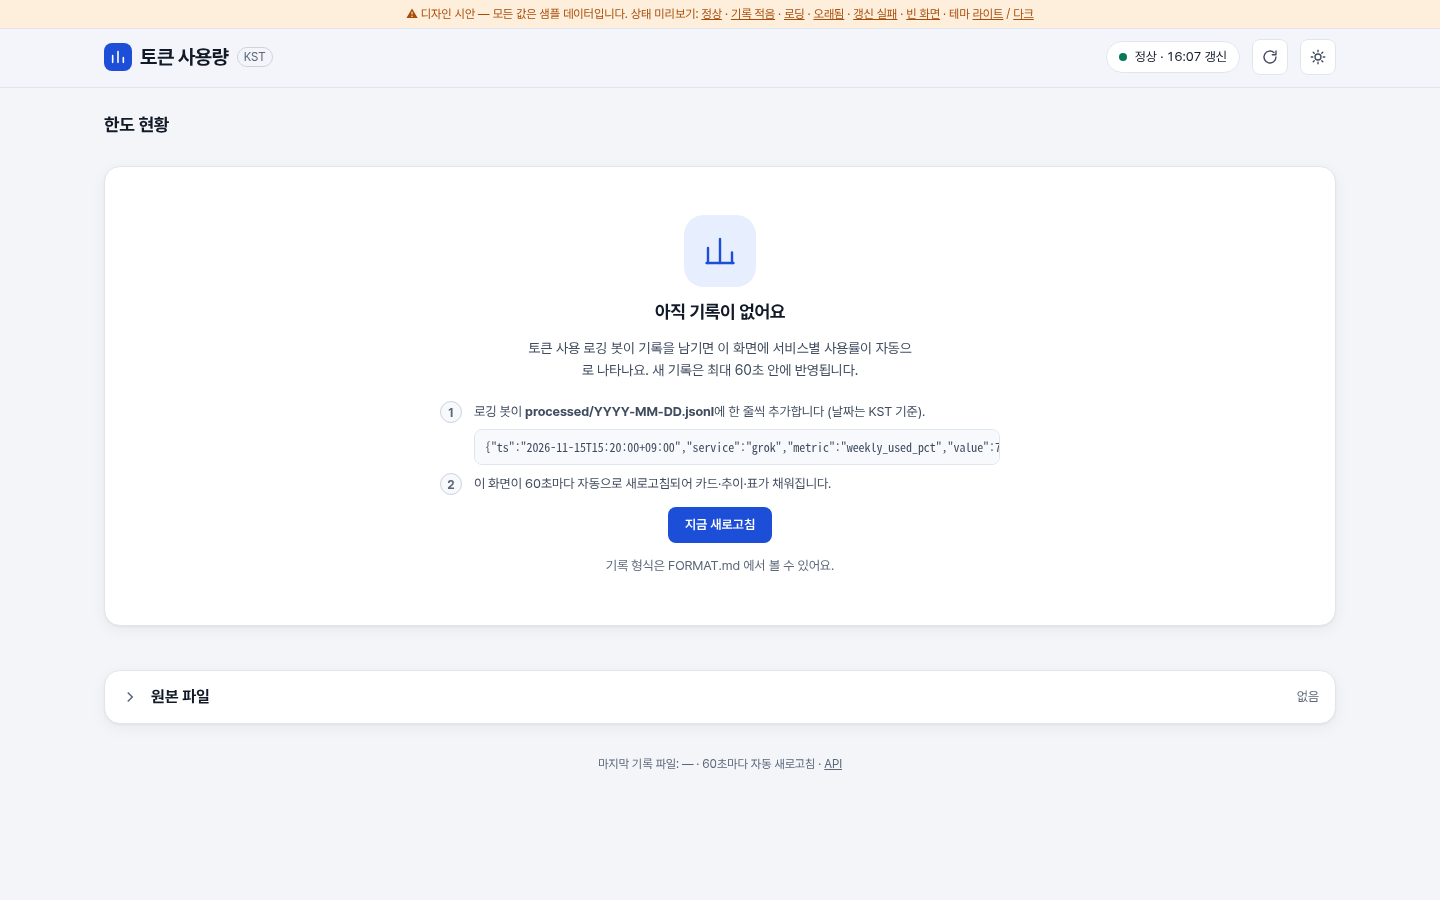 ⚠ 디자인 시안 — 모든 값은 샘플 데이터입니다. 상태 미리보기: 정상 · 기록 적음 · 로딩 · 오래됨 · 갱신 실패 · 빈 화면 · 테마 라이트 / 다크
토큰 사용량 KST
정상 · 16:07 갱신
한도 현황
아직 기록이 없어요
토큰 사용 로깅 봇이 기록을 남기면 이 화면에 서비스별 사용률이 자동으
로 나타나요. 새 기록은 최대 60초 안에 반영됩니다.
1 로깅 봇이 processed/YYYY-MM-DD.jsonl에 한 줄씩 추가합니다 (날짜는 KST 기준).
{"ts":"2026-11-15T15:20:00+09:00","service":"grok","metric":"weekly_used_pct","value":7
2 이 화면이 60초마다 자동으로 새로고침되어 카드·추이·표가 채워집니다.
지금 새로고침
기록 형식은 FORMAT.md 에서 볼 수 있어요.
원본 파일
없음
마지막 기록 파일: — · 60초마다 자동 새로고침 · API